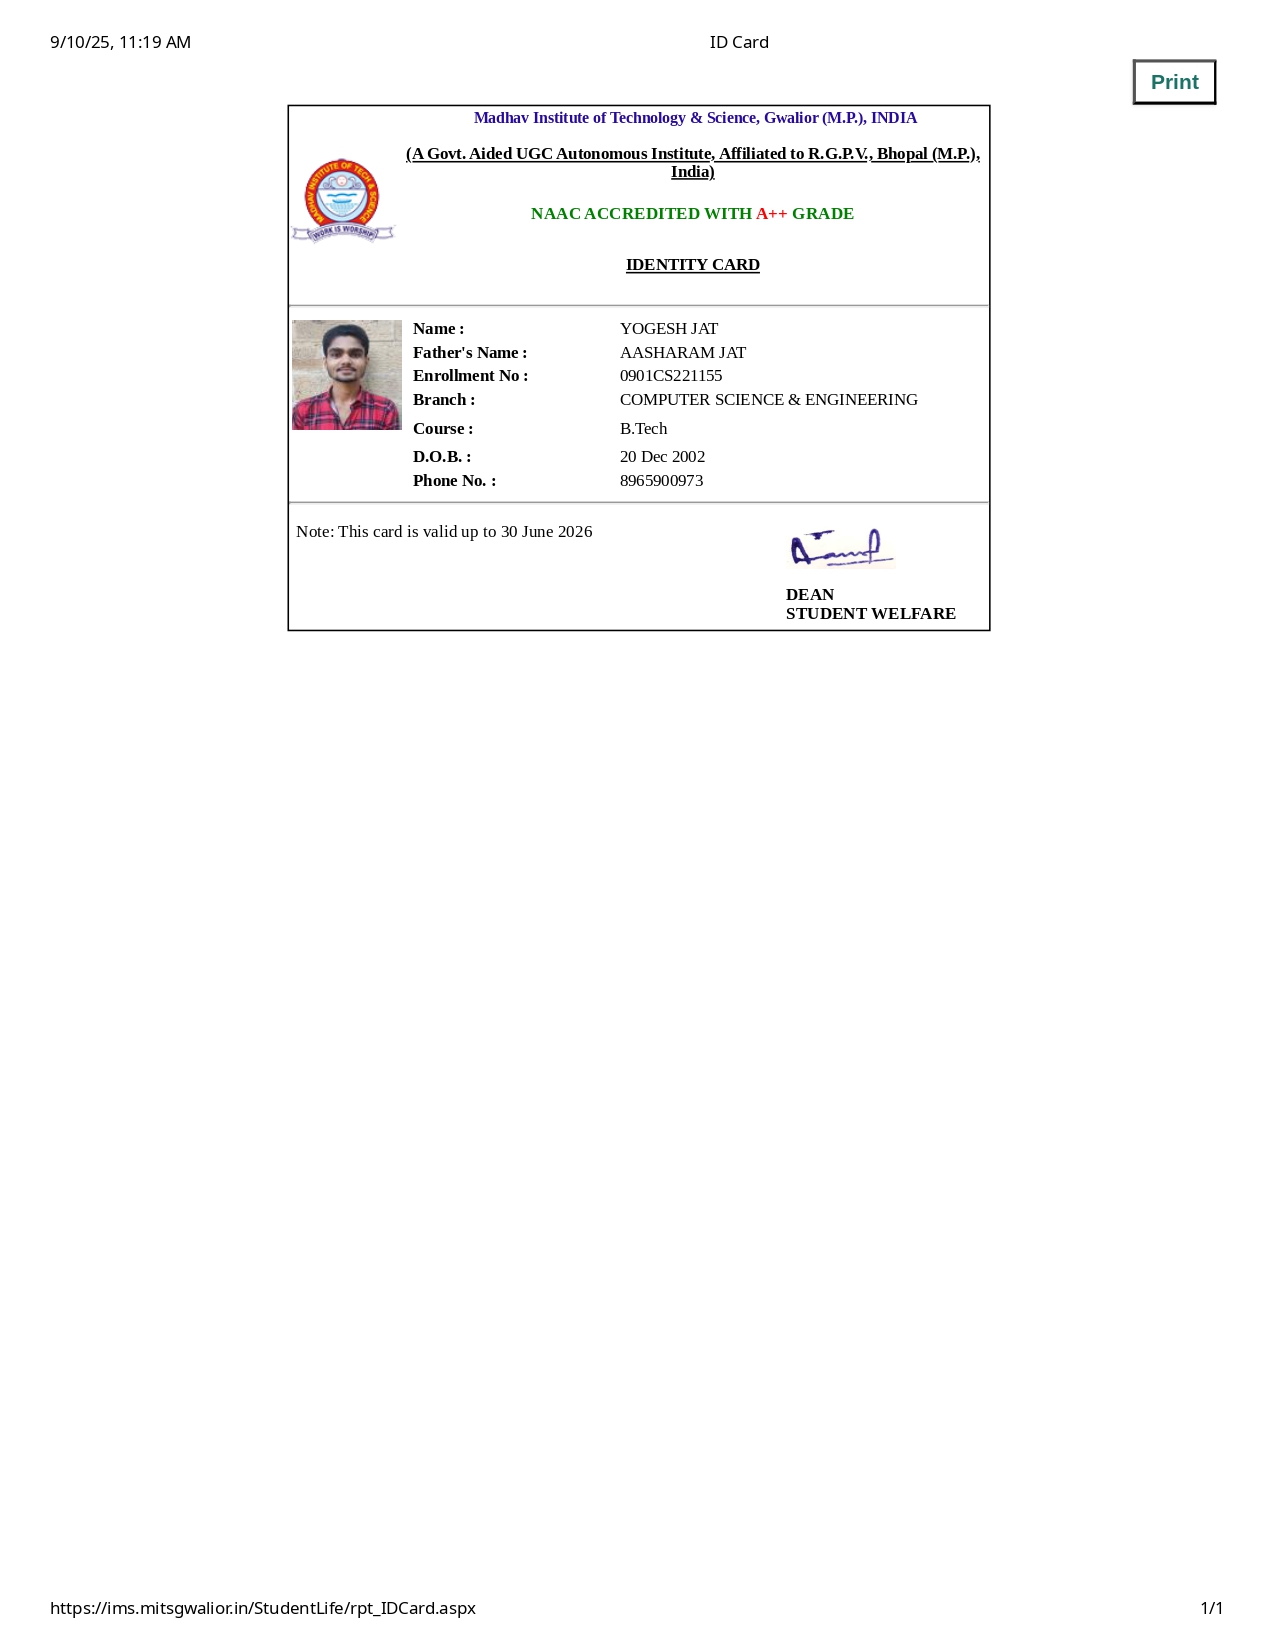 9/10/25, 11:19 AM ID Card
Print
Madhav Institute of Technology & Science, Gwalior (M.P.), INDIA
(A Govt. Aided UGC Autonomous Institute, Affiliated to R.G.P.V., Bhopal (M.P.),
India)
MADHAV INSTITUTE OF TECH & SCIENCE
WORK IS WORSHIP
NAAC ACCREDITED WITH A++ GRADE
IDENTITY CARD
Name : YOGESH JAT
Father's Name : AASHARAM JAT
Enrollment No : 0901CS221155
Branch : COMPUTER SCIENCE & ENGINEERING
Course : B.Tech
D.O.B. : 20 Dec 2002
Phone No. : 8965900973
Note: This card is valid up to 30 June 2026
DEAN
STUDENT WELFARE
https://ims.mitsgwalior.in/StudentLife/rpt_IDCard.aspx 1/1